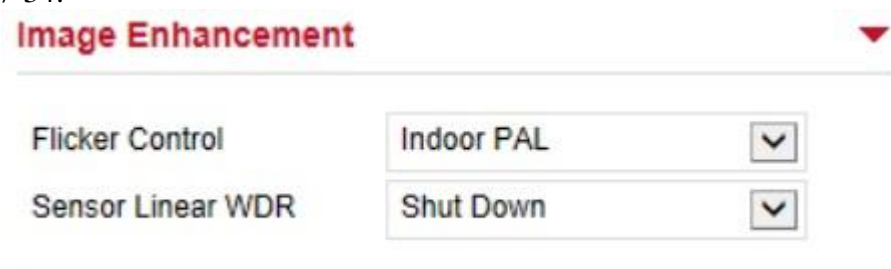 Image Enhancement
Flicker Control Indoor PAL
Sensor Linear WDR Shut Down